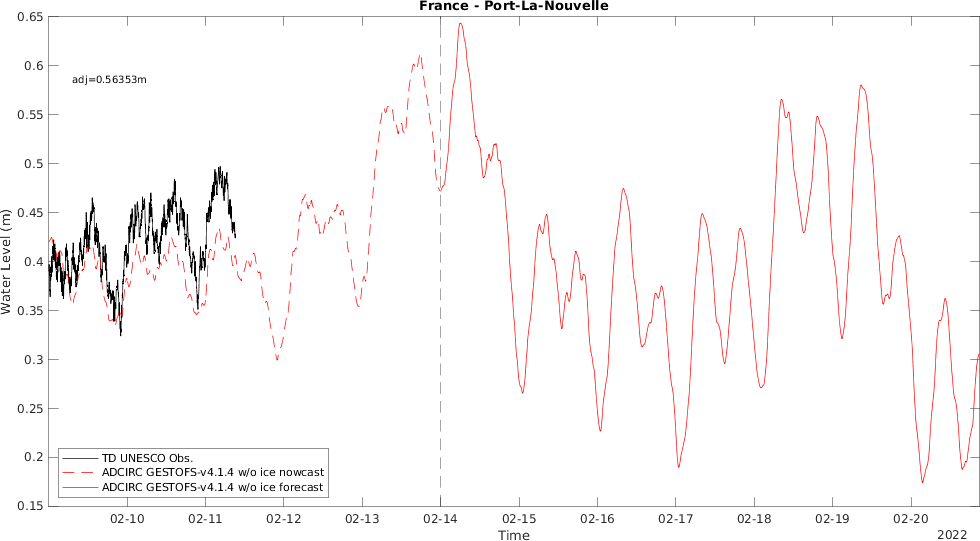 France - Port-La-Nouvelle
0.65
0.6
0.55
0.5
0.45
0.4
0.35
0.3
0.25
0.2
0.15
Water Level (m)
adj=0.56353m
TD UNESCO Obs.
ADCIRC GESTOFS-v4.1.4 w/o ice nowcast
ADCIRC GESTOFS-v4.1.4 w/o ice forecast
02-10 02-11 02-12 02-13 02-14 02-15 02-16 02-17 02-18 02-19 02-20
Time
2022